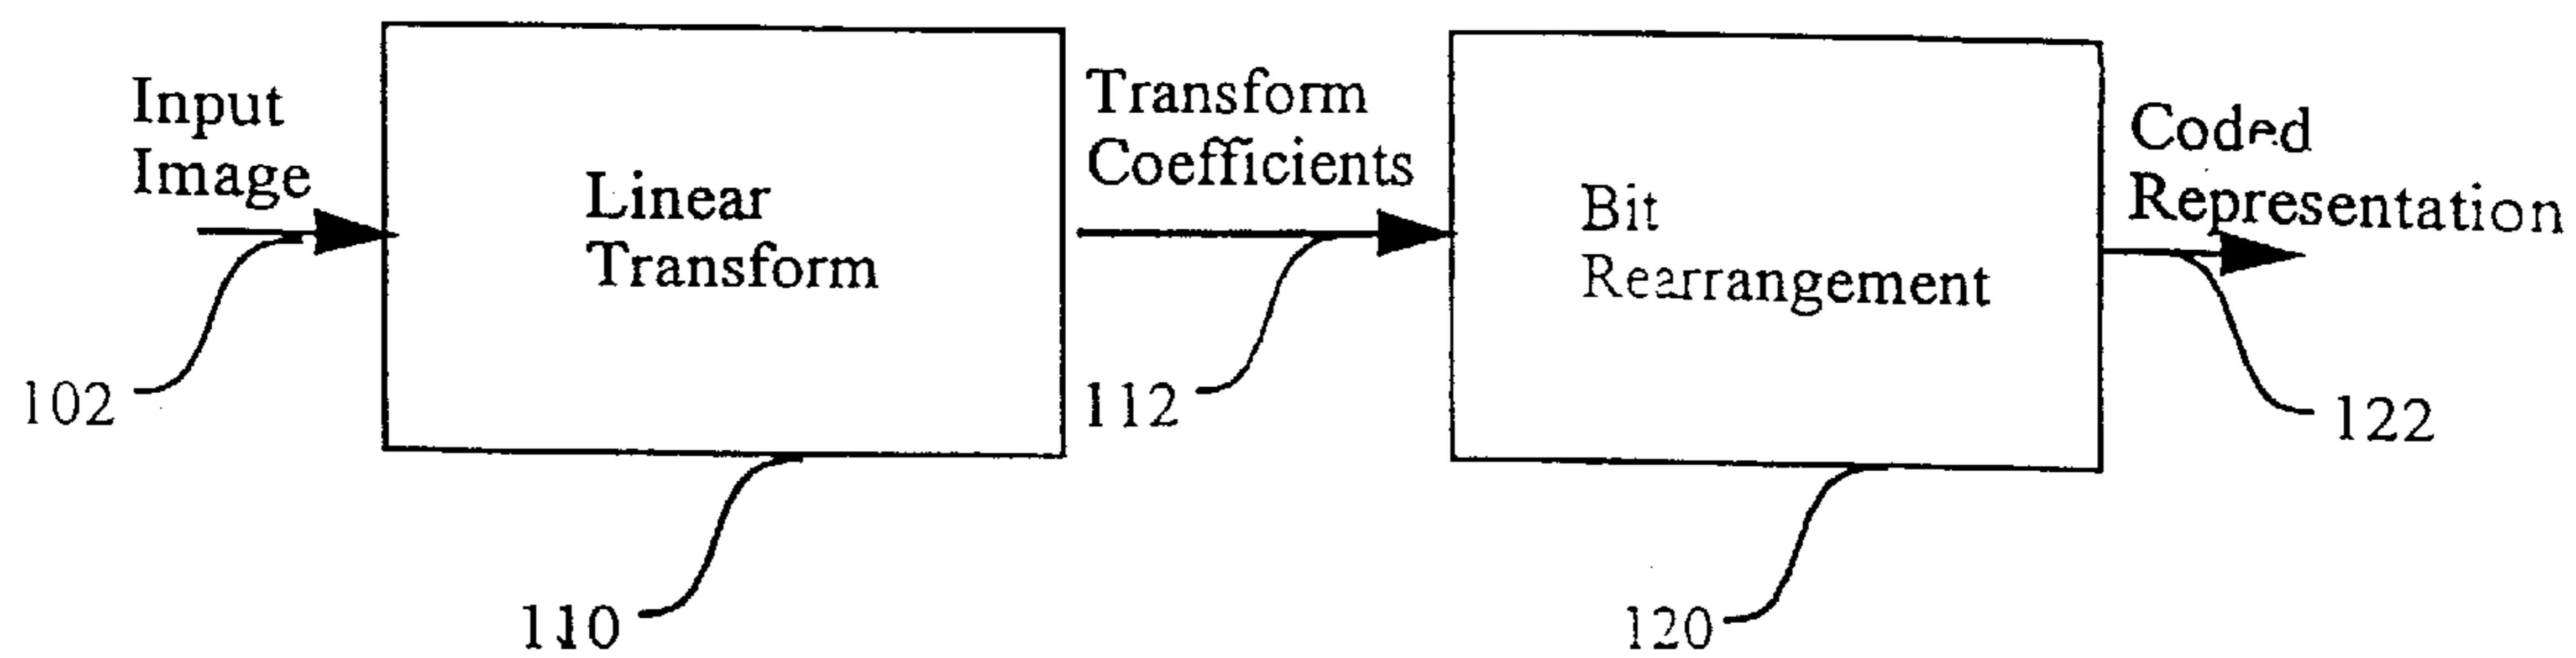 Input
Image
Linear
Transform
Transform
Coefficients
Bit
Rearrangement
Coded
Representation
102
112
122
110
120